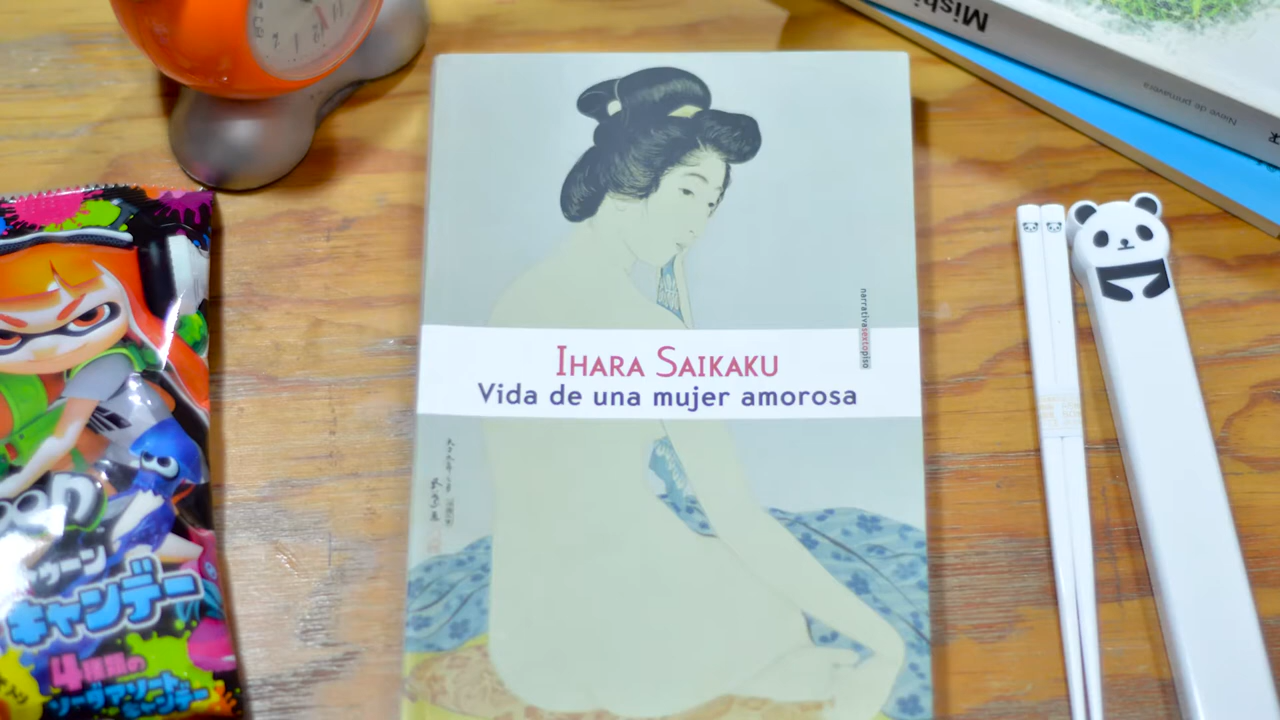 Mishi
Nieve de primavera
narrativasextopiso
IHARA SAIKAKU
Vida de una mujer amorosa
キャンデー
4種類の